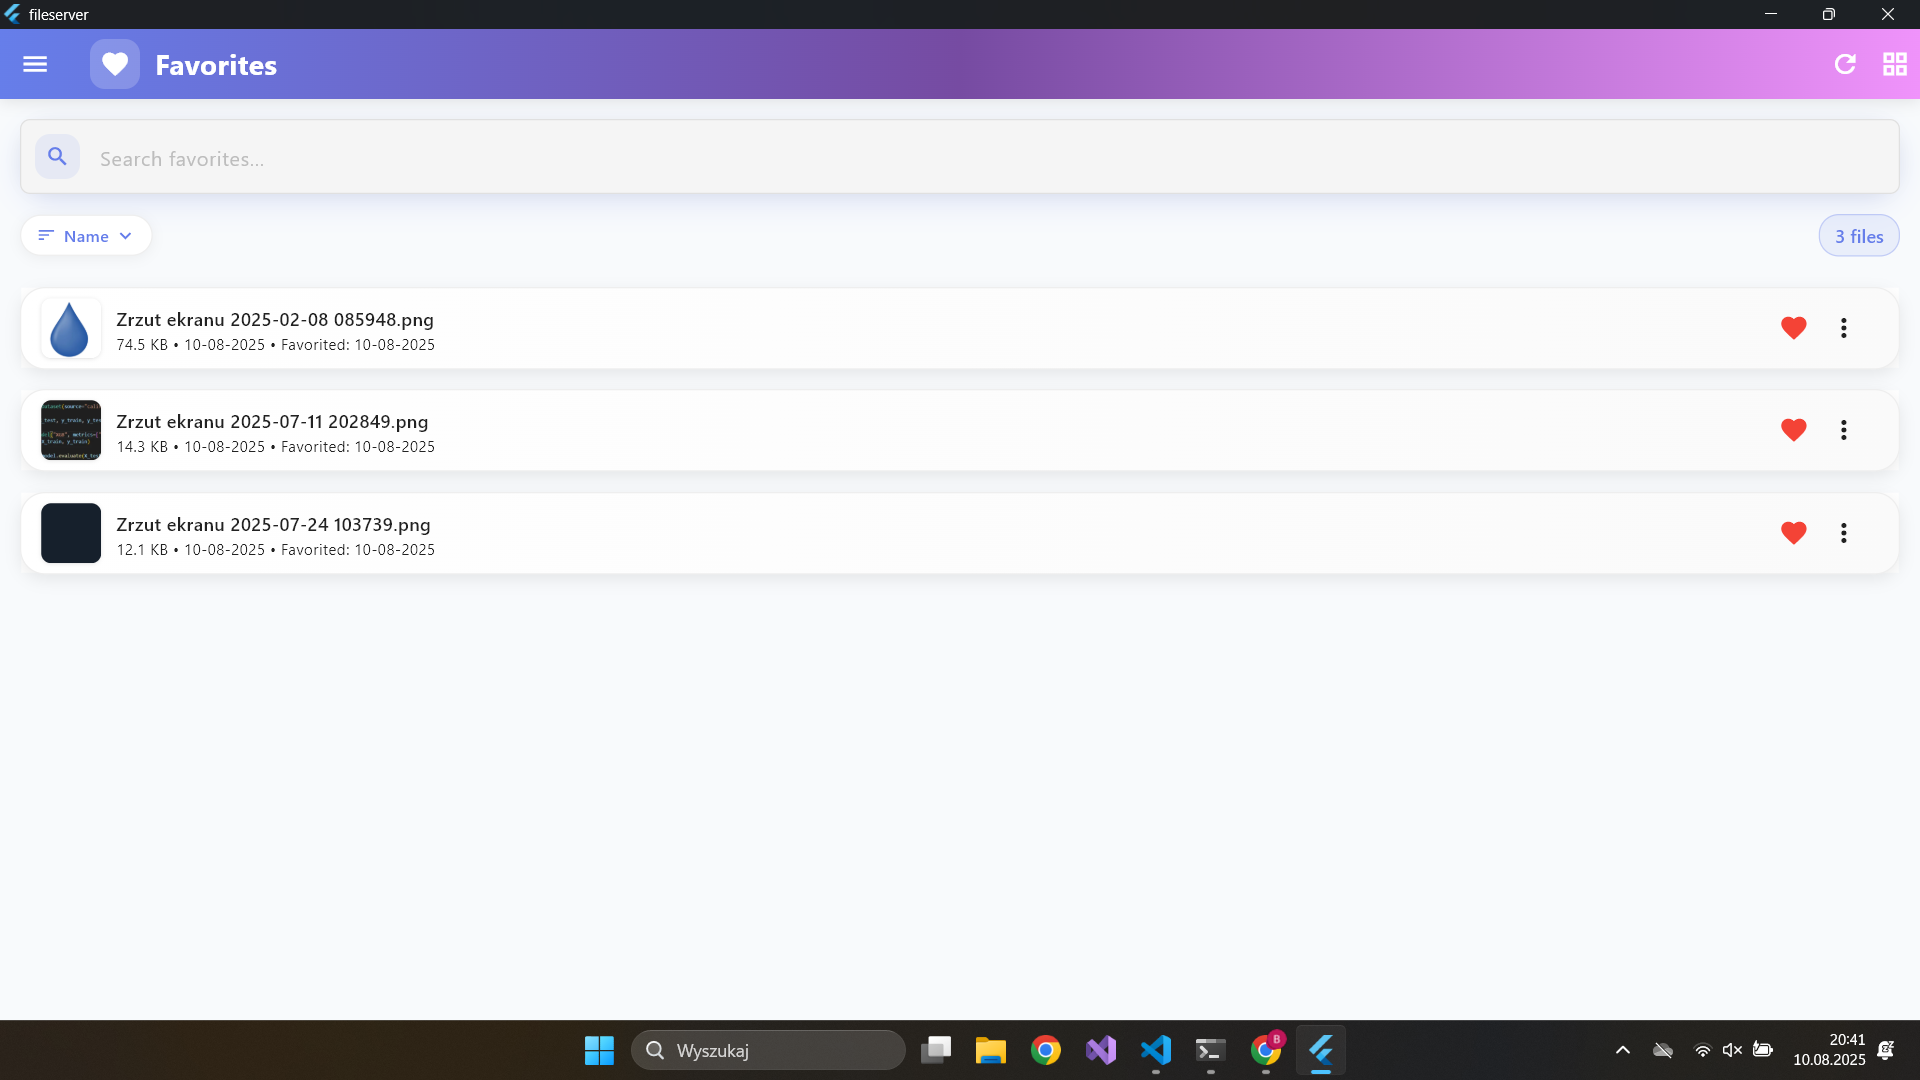 fileserver
Favorites
Search favorites...
Name
3 files
Zrzut ekranu 2025-02-08 085948.png
74.5 KB • 10-08-2025 • Favorited: 10-08-2025
Zrzut ekranu 2025-07-11 202849.png
14.3 KB • 10-08-2025 • Favorited: 10-08-2025
Zrzut ekranu 2025-07-24 103739.png
12.1 KB • 10-08-2025 • Favorited: 10-08-2025
Wyszukaj
B
20:41
10.08.2025